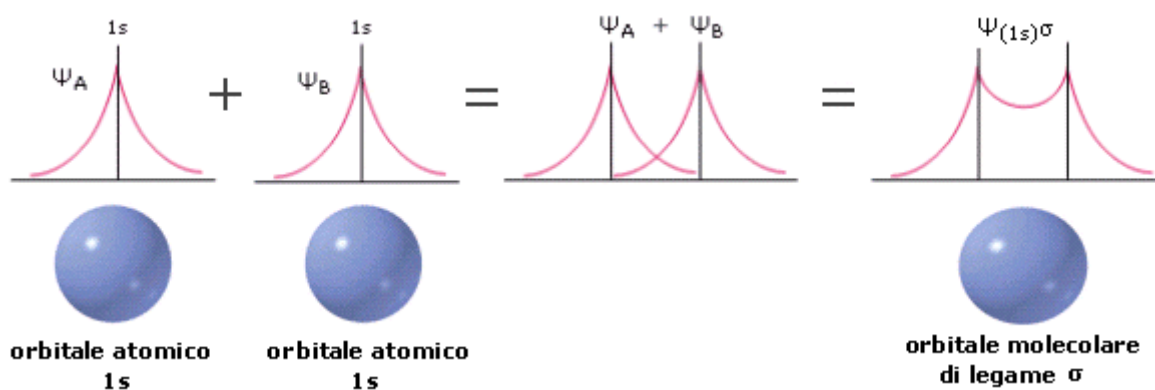 1s
ΨA
+
1s
ΨB
=
ΨA + ΨB
=
Ψ(1s)σ
orbitale atomico
1s
orbitale atomico
1s
orbitale molecolare
di legame σ